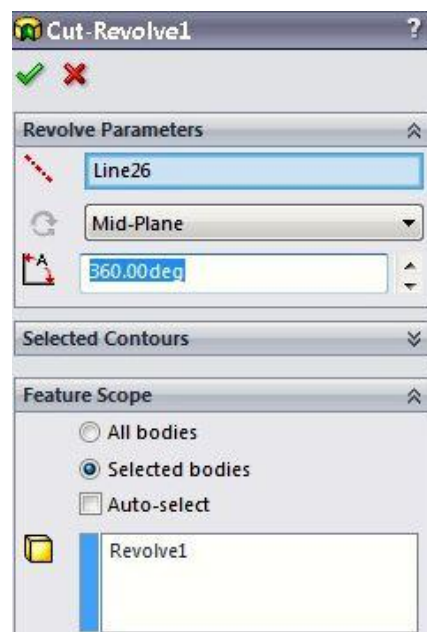 Cut-Revolve1 ?
Revolve Parameters
Line26
Mid-Plane
A
360.00deg
Selected Contours
Feature Scope
All bodies
Selected bodies
Auto-select
Revolve1